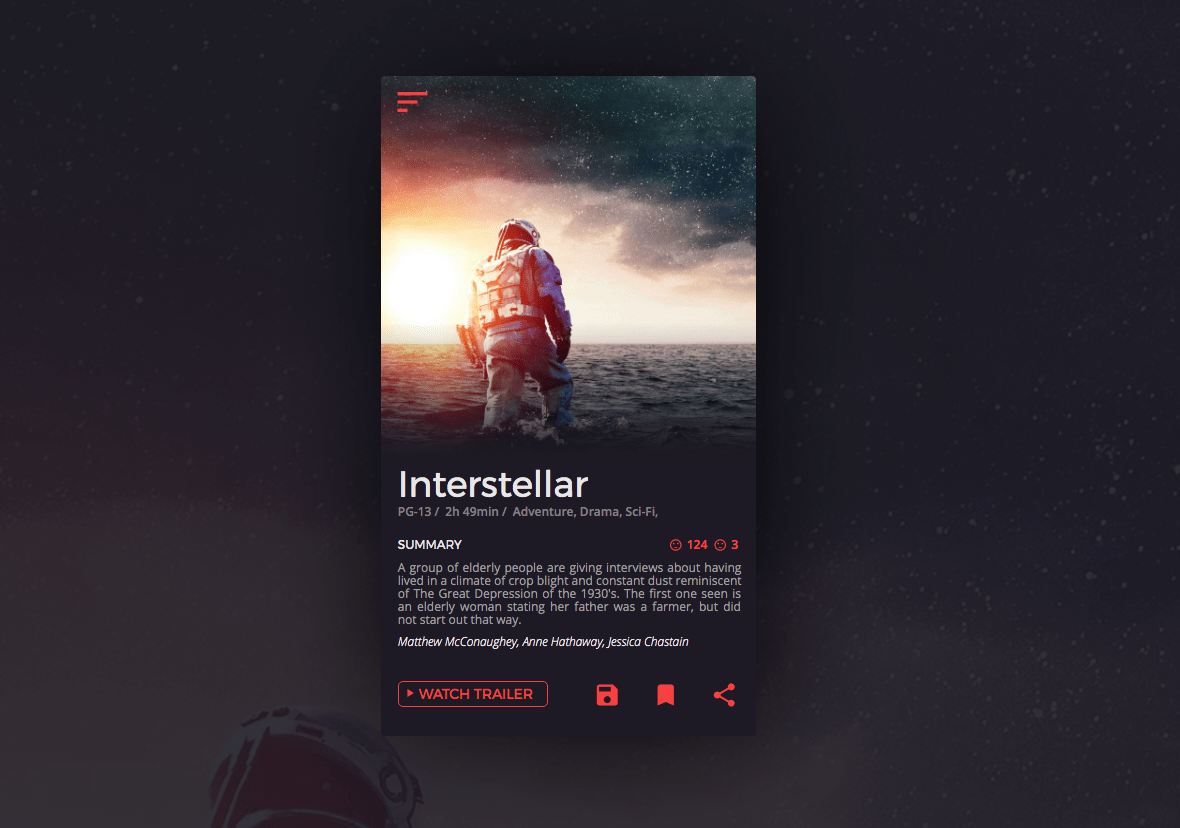 Interstellar
PG-13 / 2h 49min / Adventure, Drama, Sci-Fi,
SUMMARY 124 3
A group of elderly people are giving interviews about having
lived in a climate of crop blight and constant dust reminiscent
of The Great Depression of the 1930's. The first one seen is
an elderly woman stating her father was a farmer, but did
not start out that way.
Matthew McConaughey, Anne Hathaway, Jessica Chastain
WATCH TRAILER